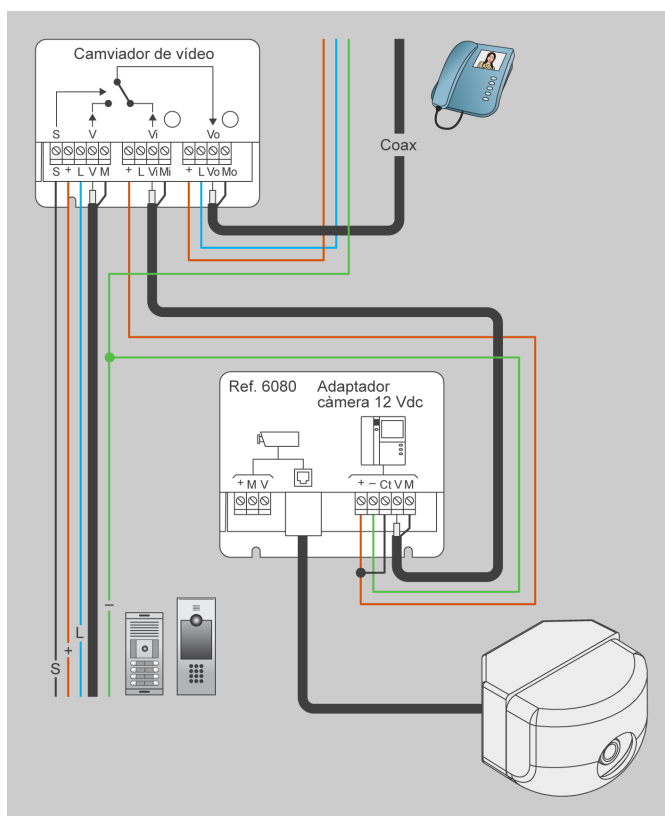 Camviador de vídeo
S V Vi Vo
S + L V M + L Vi Mi + L Vo Mo
Coax
Ref. 6080 Adaptador
càmera 12 Vdc
+ M V + – Ct V M
–
L
+
S